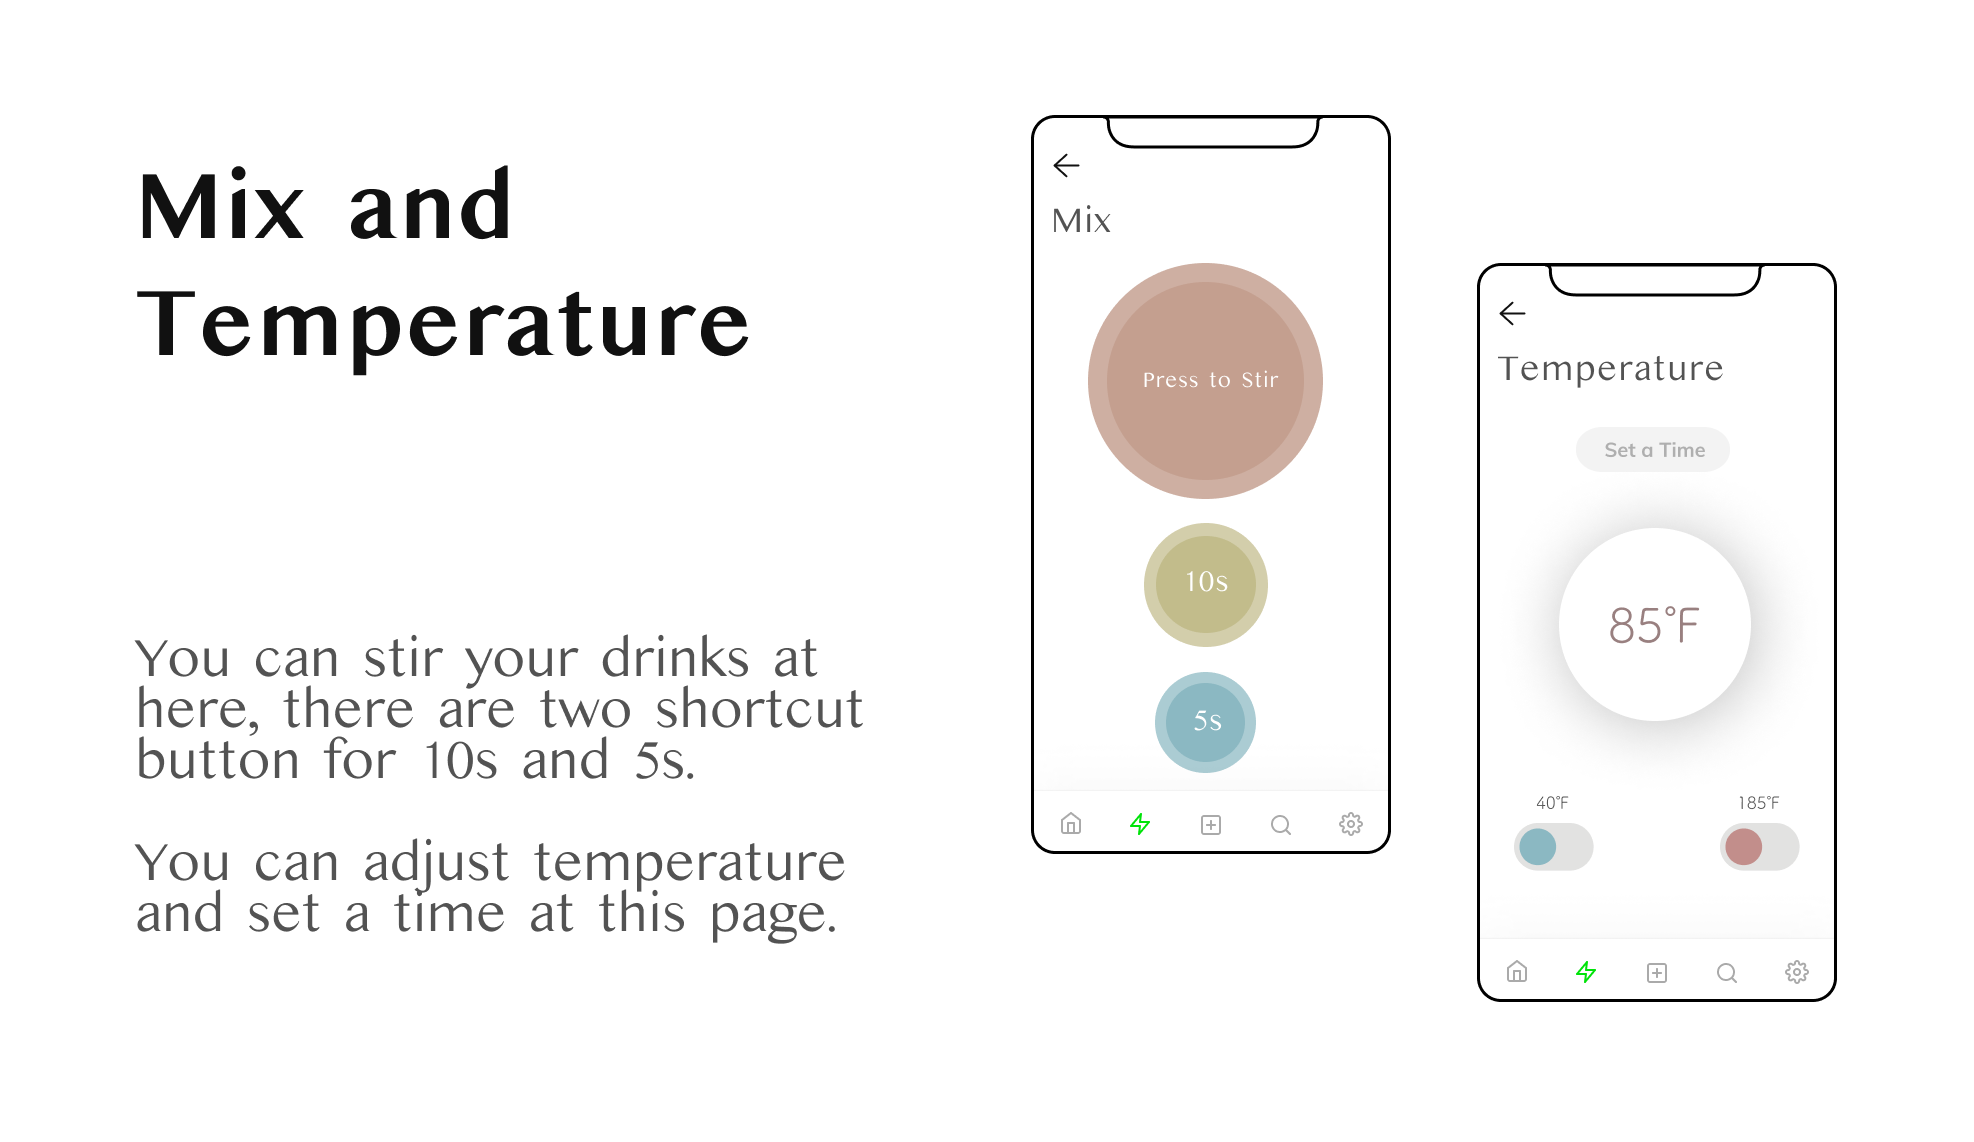 Mix and
Temperature
You can stir your drinks at
here, there are two shortcut
button for 10s and 5s.
You can adjust temperature
and set a time at this page.
Mix
Press to Stir
10s
5s
Temperature
Set a Time
85°F
40°F
185°F